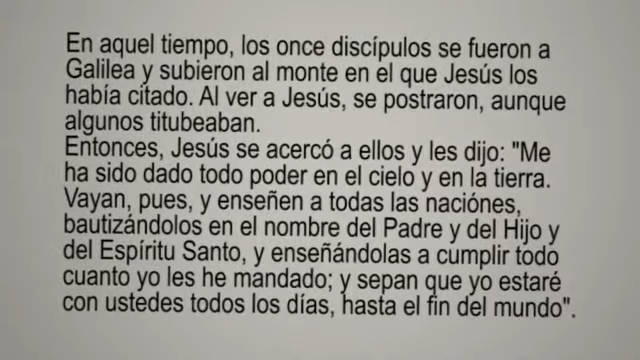 En aquel tiempo, los once discípulos se fueron a
Galilea y subieron al monte en el que Jesús los
había citado. Al ver a Jesús, se postraron, aunque
algunos titubeaban.
Entonces, Jesús se acercó a ellos y les dijo: "Me
ha sido dado todo poder en el cielo y en la tierra.
Vayan, pues, y enseñen a todas las naciónes,
bautizándolos en el nombre del Padre y del Hijo y
del Espíritu Santo, y enseñándolas a cumplir todo
cuanto yo les he mandado; y sepan que yo estaré
con ustedes todos los días, hasta el fin del mundo".